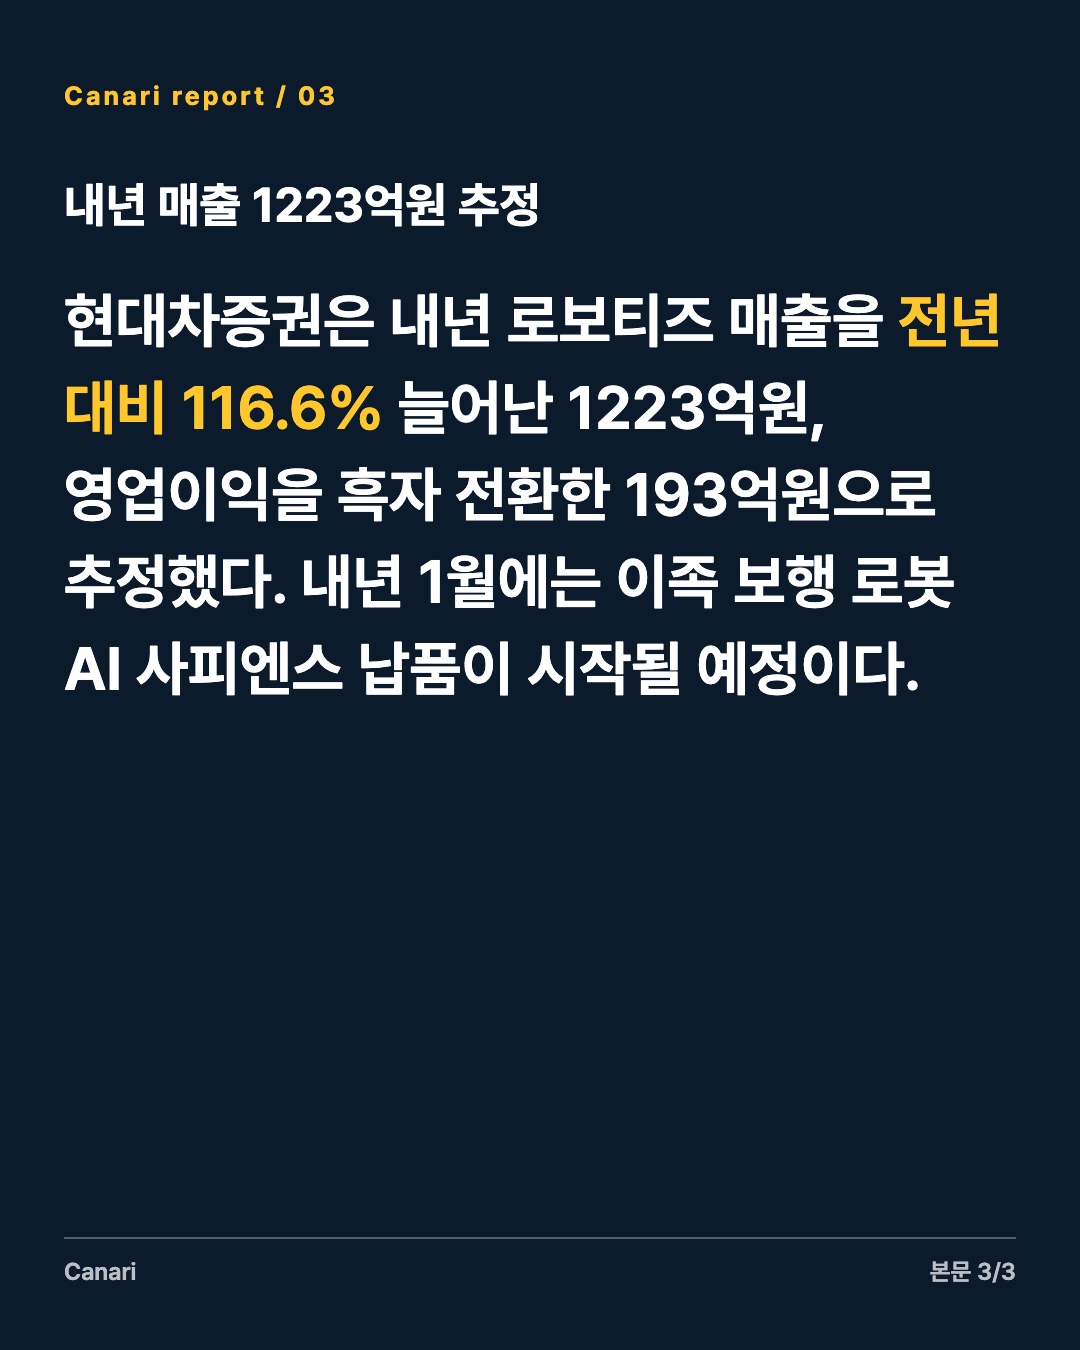 Canari report / 03
내년 매출 1223억원 추정
현대차증권은 내년 로보티즈 매출을 전년
대비 116.6% 늘어난 1223억원,
영업이익을 흑자 전환한 193억원으로
추정했다. 내년 1월에는 이족 보행 로봇
AI 사피엔스 납품이 시작될 예정이다.
Canari
본문 3/3